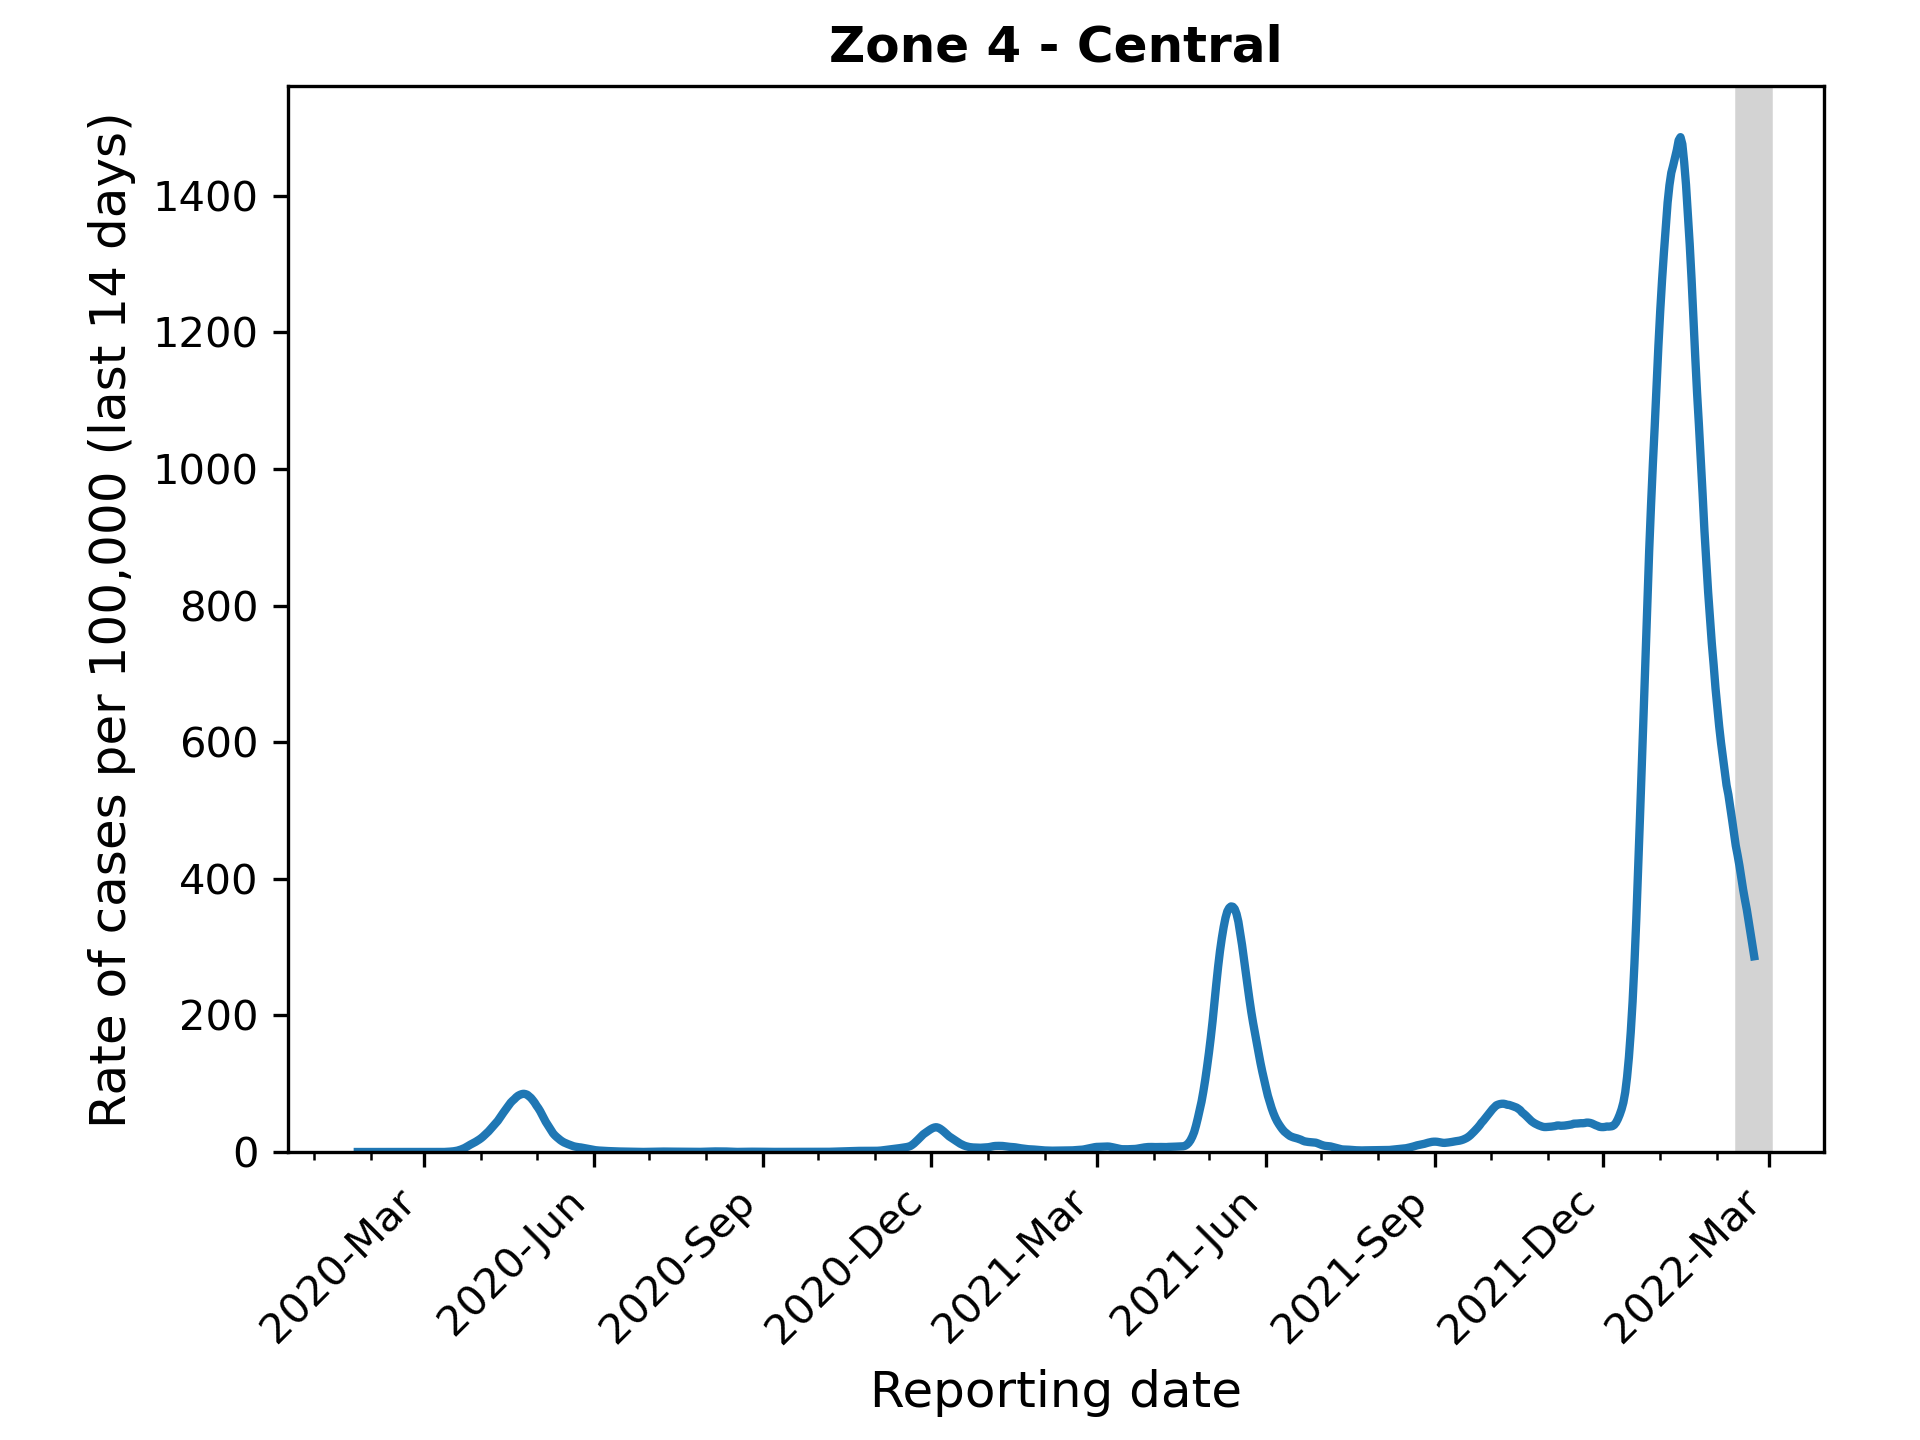 Zone 4 - Central
Rate of cases per 100,000 (last 14 days)
1400
1200
1000
800
600
400
200
0
2020-Mar
2020-Jun
2020-Sep
2020-Dec
2021-Mar
2021-Jun
2021-Sep
2021-Dec
2022-Mar
Reporting date